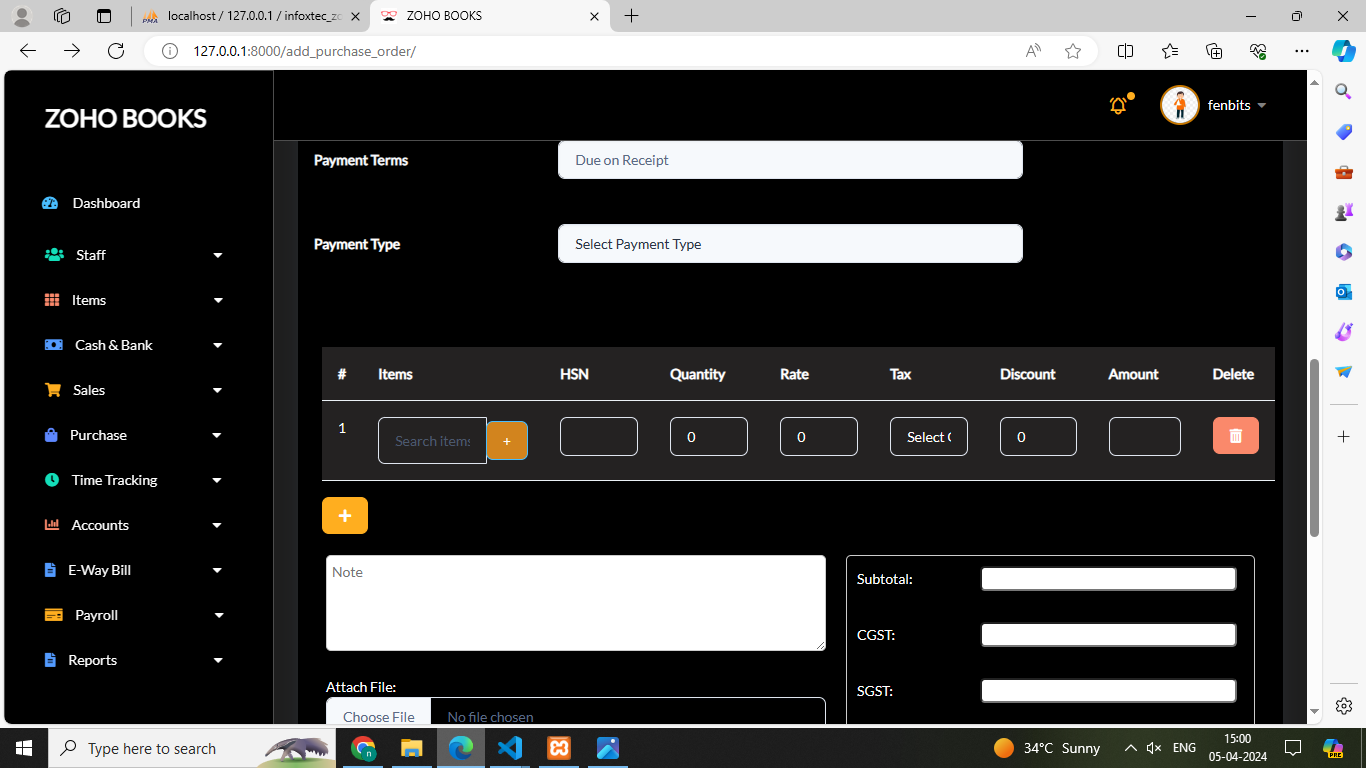 PMA localhost / 127.0.0.1 / infoxtec_zo
ZOHO BOOKS
127.0.0.1:8000/add_purchase_order/
ZOHO BOOKS
fenbits
Dashboard
Staff
Items
Cash & Bank
Sales
Purchase
Time Tracking
Accounts
E-Way Bill
Payroll
Reports
Payment Terms
Due on Receipt
Payment Type
Select Payment Type
# Items HSN Quantity Rate Tax Discount Amount Delete
1 Search items + 0 0 Select 0
+
Note
Attach File:
Choose File No file chosen
Subtotal:
CGST:
SGST:
Type here to search
34°C Sunny
ENG
15:00
05-04-2024
PRE